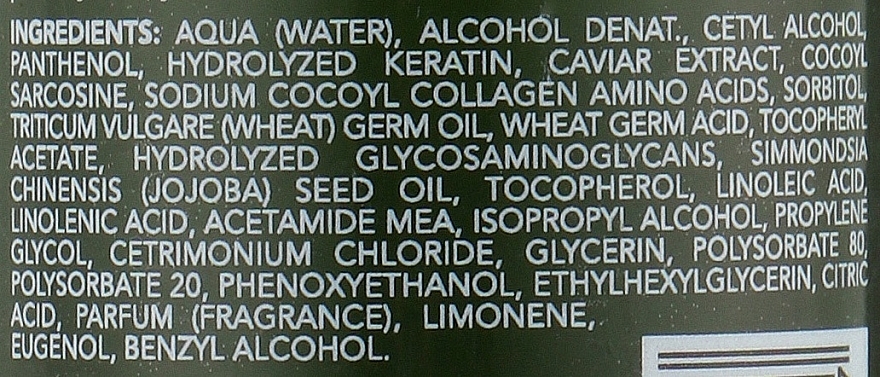 INGREDIENTS: AQUA (WATER), ALCOHOL DENAT., CETYL ALCOHOL,
PANTHENOL, HYDROLYZED KERATIN, CAVIAR EXTRACT, COCOYL
SARCOSINE, SODIUM COCOYL COLLAGEN AMINO ACIDS, SORBITOL,
TRITICUM VULGARE (WHEAT) GERM OIL, WHEAT GERM ACID, TOCOPHERYL
ACETATE, HYDROLYZED GLYCOSAMINOGLYCANS, SIMMONDSIA
CHINENSIS (JOJOBA) SEED OIL, TOCOPHEROL, LINOLEIC ACID,
LINOLENIC ACID, ACETAMIDE MEA, ISOPROPYL ALCOHOL, PROPYLENE
GLYCOL, CETRIMONIUM CHLORIDE, GLYCERIN, POLYSORBATE 80,
POLYSORBATE 20, PHENOXYETHANOL, ETHYLHEXYLGLYCERIN, CITRIC
ACID, PARFUM (FRAGRANCE), LIMONENE,
EUGENOL, BENZYL ALCOHOL.